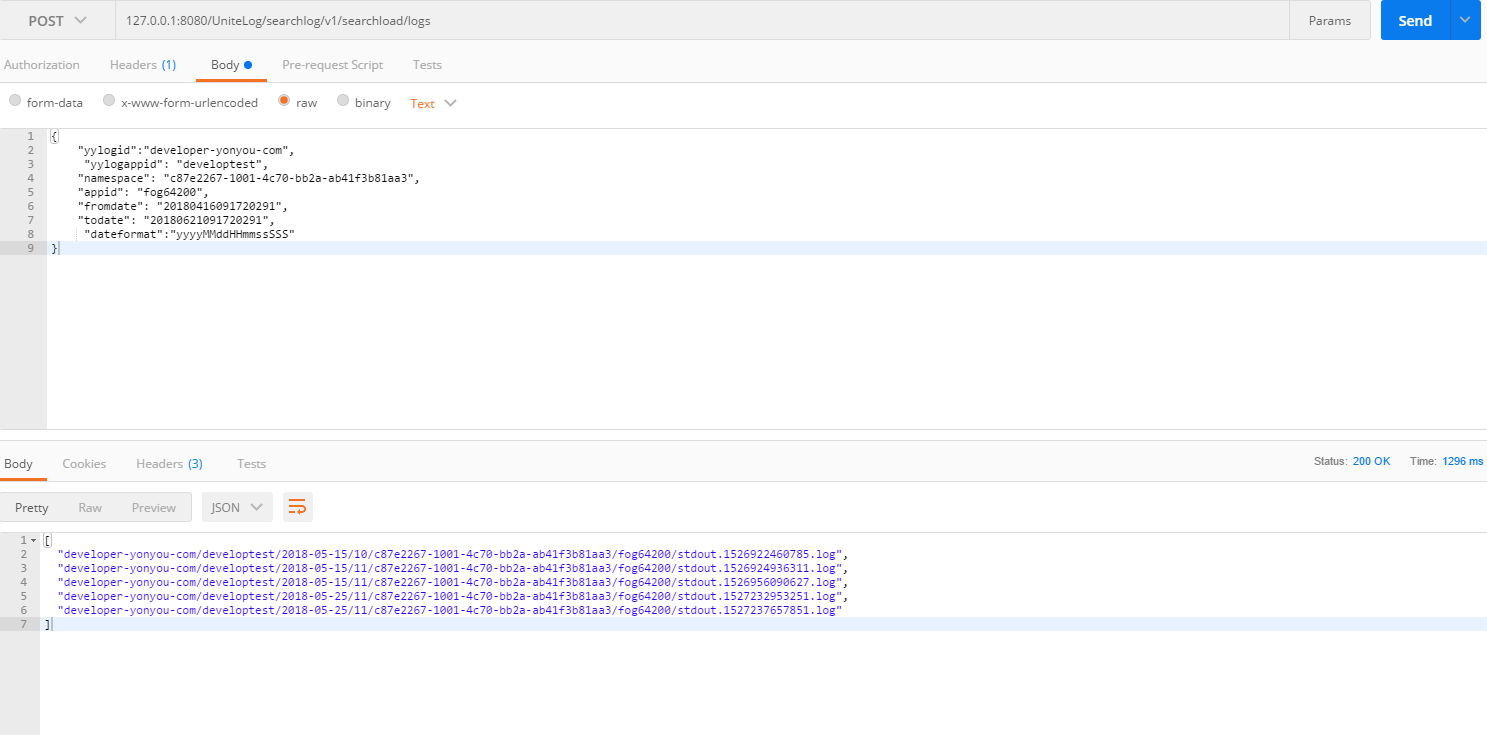 POST 127.0.0.1:8080/UniteLog/searchlog/v1/searchload/logs Params Send
Authorization Headers (1) Body Pre-request Script Tests
form-data x-www-form-urlencoded raw binary Text
1 {
2 "yylogid":"developer-yonyou-com",
3 "yylogappid": "developtest",
4 "namespace": "c87e2267-1001-4c70-bb2a-ab41f3b81aa3",
5 "appid": "fog64200",
6 "fromdate": "20180416091720291",
7 "todate": "20180621091720291",
8 "dateformat":"yyyyMMddHHmmssSSS"
9 }
Body Cookies Headers (3) Tests Status: 200 OK Time: 1296 ms
Pretty Raw Preview JSON
1 [
2 "developer-yonyou-com/developtest/2018-05-15/10/c87e2267-1001-4c70-bb2a-ab41f3b81aa3/fog64200/stdout.1526922460785.log",
3 "developer-yonyou-com/developtest/2018-05-15/11/c87e2267-1001-4c70-bb2a-ab41f3b81aa3/fog64200/stdout.1526924936311.log",
4 "developer-yonyou-com/developtest/2018-05-15/11/c87e2267-1001-4c70-bb2a-ab41f3b81aa3/fog64200/stdout.1526956090627.log",
5 "developer-yonyou-com/developtest/2018-05-25/11/c87e2267-1001-4c70-bb2a-ab41f3b81aa3/fog64200/stdout.1527232953251.log",
6 "developer-yonyou-com/developtest/2018-05-25/11/c87e2267-1001-4c70-bb2a-ab41f3b81aa3/fog64200/stdout.1527237657851.log"
7 ]